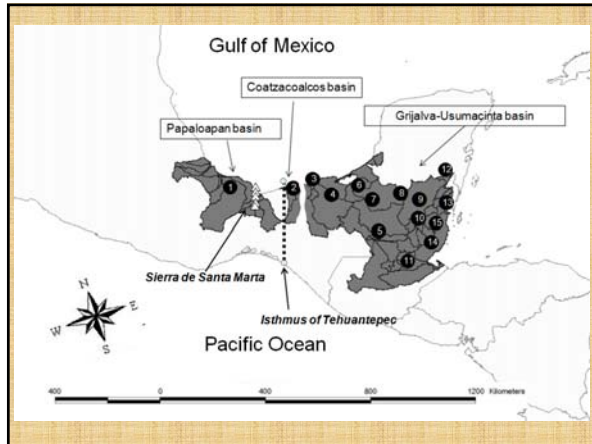 Gulf of Mexico
Coatzacoalcos basin
Papaloapan basin
Grijalva-Usumacinta basin
1
2
3
4
5
6
7
8
9
10
11
12
13
14
15
Sierra de Santa Marta
Isthmus of Tehuantepec
N
W
E
S
Pacific Ocean
400 0 400 800 1200 Kilometers